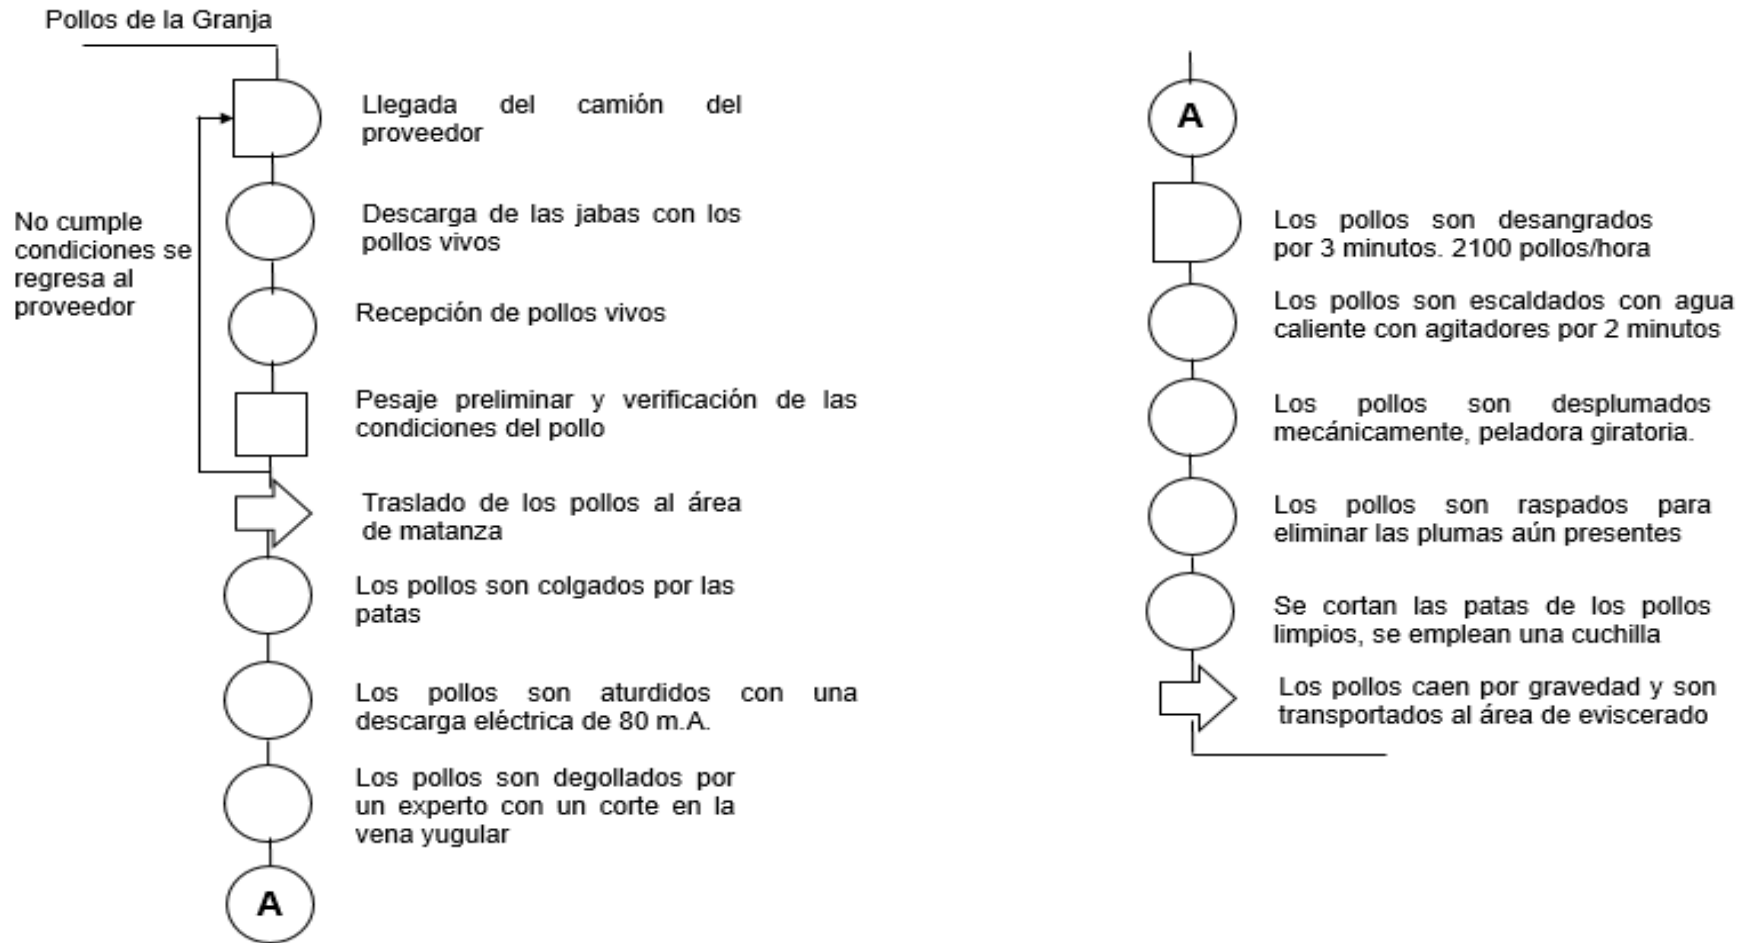 Pollos de la Granja
Llegada del camión del
proveedor
Descarga de las jabas con los
pollos vivos
No cumple
condiciones se
regresa al
proveedor
Recepción de pollos vivos
Pesaje preliminar y verificación de las
condiciones del pollo
Traslado de los pollos al área
de matanza
Los pollos son colgados por las
patas
Los pollos son aturdidos con una
descarga eléctrica de 80 m.A.
Los pollos son degollados por
un experto con un corte en la
vena yugular
A
A
Los pollos son desangrados
por 3 minutos. 2100 pollos/hora
Los pollos son escaldados con agua
caliente con agitadores por 2 minutos
Los pollos son desplumados
mecánicamente, peladora giratoria.
Los pollos son raspados para
eliminar las plumas aún presentes
Se cortan las patas de los pollos
limpios, se emplean una cuchilla
Los pollos caen por gravedad y son
transportados al área de eviscerado